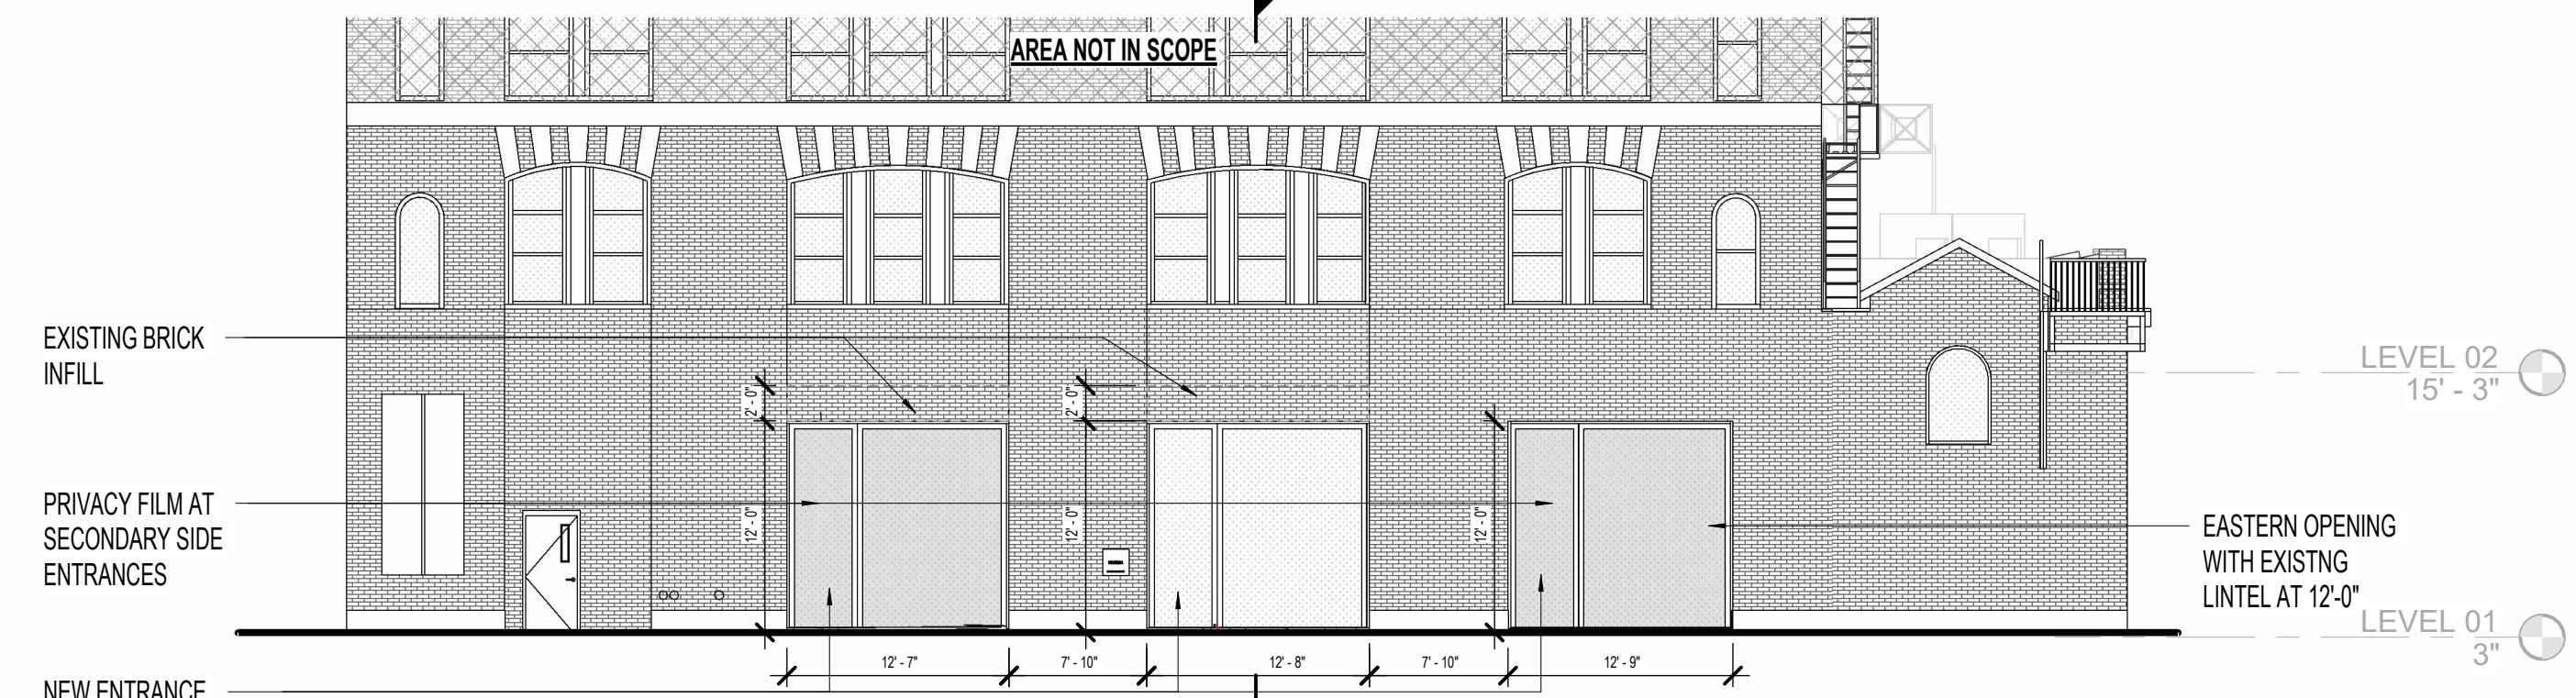 AREA NOT IN SCOPE
EXISTING BRICK
INFILL
LEVEL 02
15' - 3"
2' - 0"
2' - 0"
PRIVACY FILM AT
SECONDARY SIDE
ENTRANCES
12' - 0"
12' - 0"
12' - 0"
EASTERN OPENING
WITH EXISTNG
LINTEL AT 12'-0"
LEVEL 01
3"
12' - 7"
7' - 10"
12' - 8"
7' - 10"
12' - 9"
NEW ENTRANCE